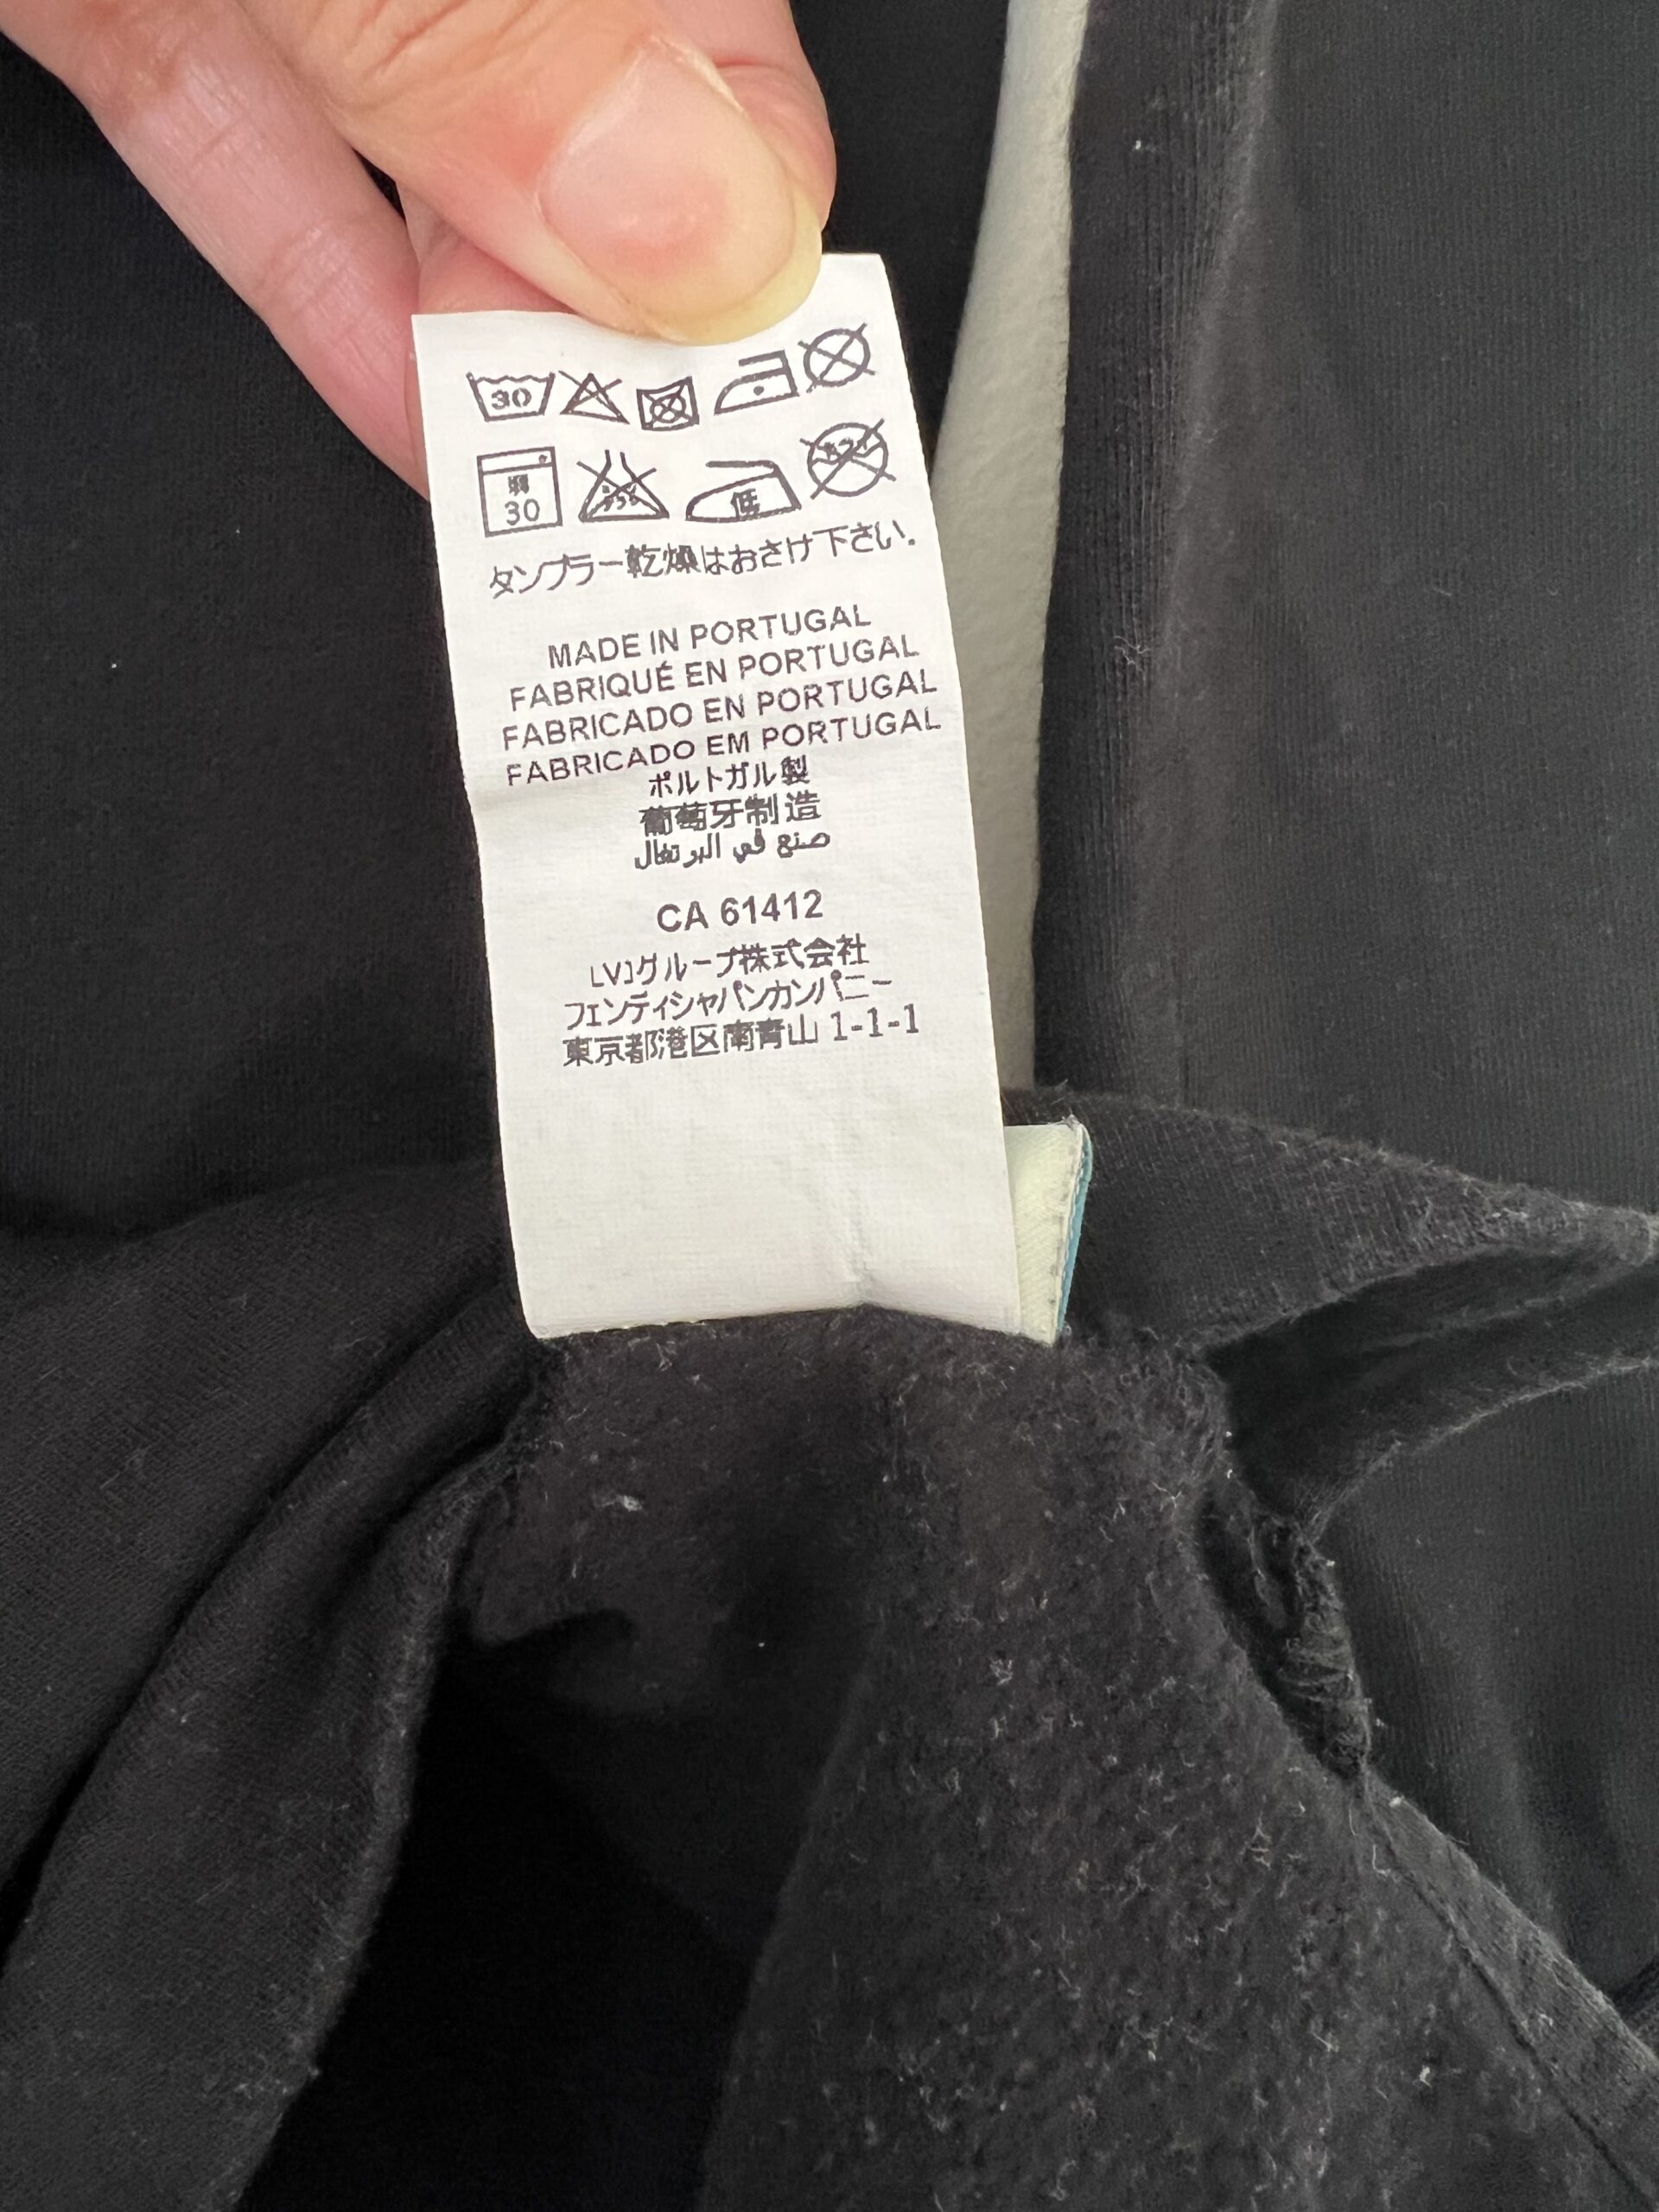 30
弱
30
低
タンブラー乾燥はおさけ下さい.
MADE IN PORTUGAL
FABRIQUÉ EN PORTUGAL
FABRICADO EN PORTUGAL
FABRICADO EM PORTUGAL
ポルトガル製
葡萄牙制造
صنع في البرتغال
CA 61412
LVJグループ株式会社
フェンディジャパンカンパニー
東京都港区南青山 1-1-1